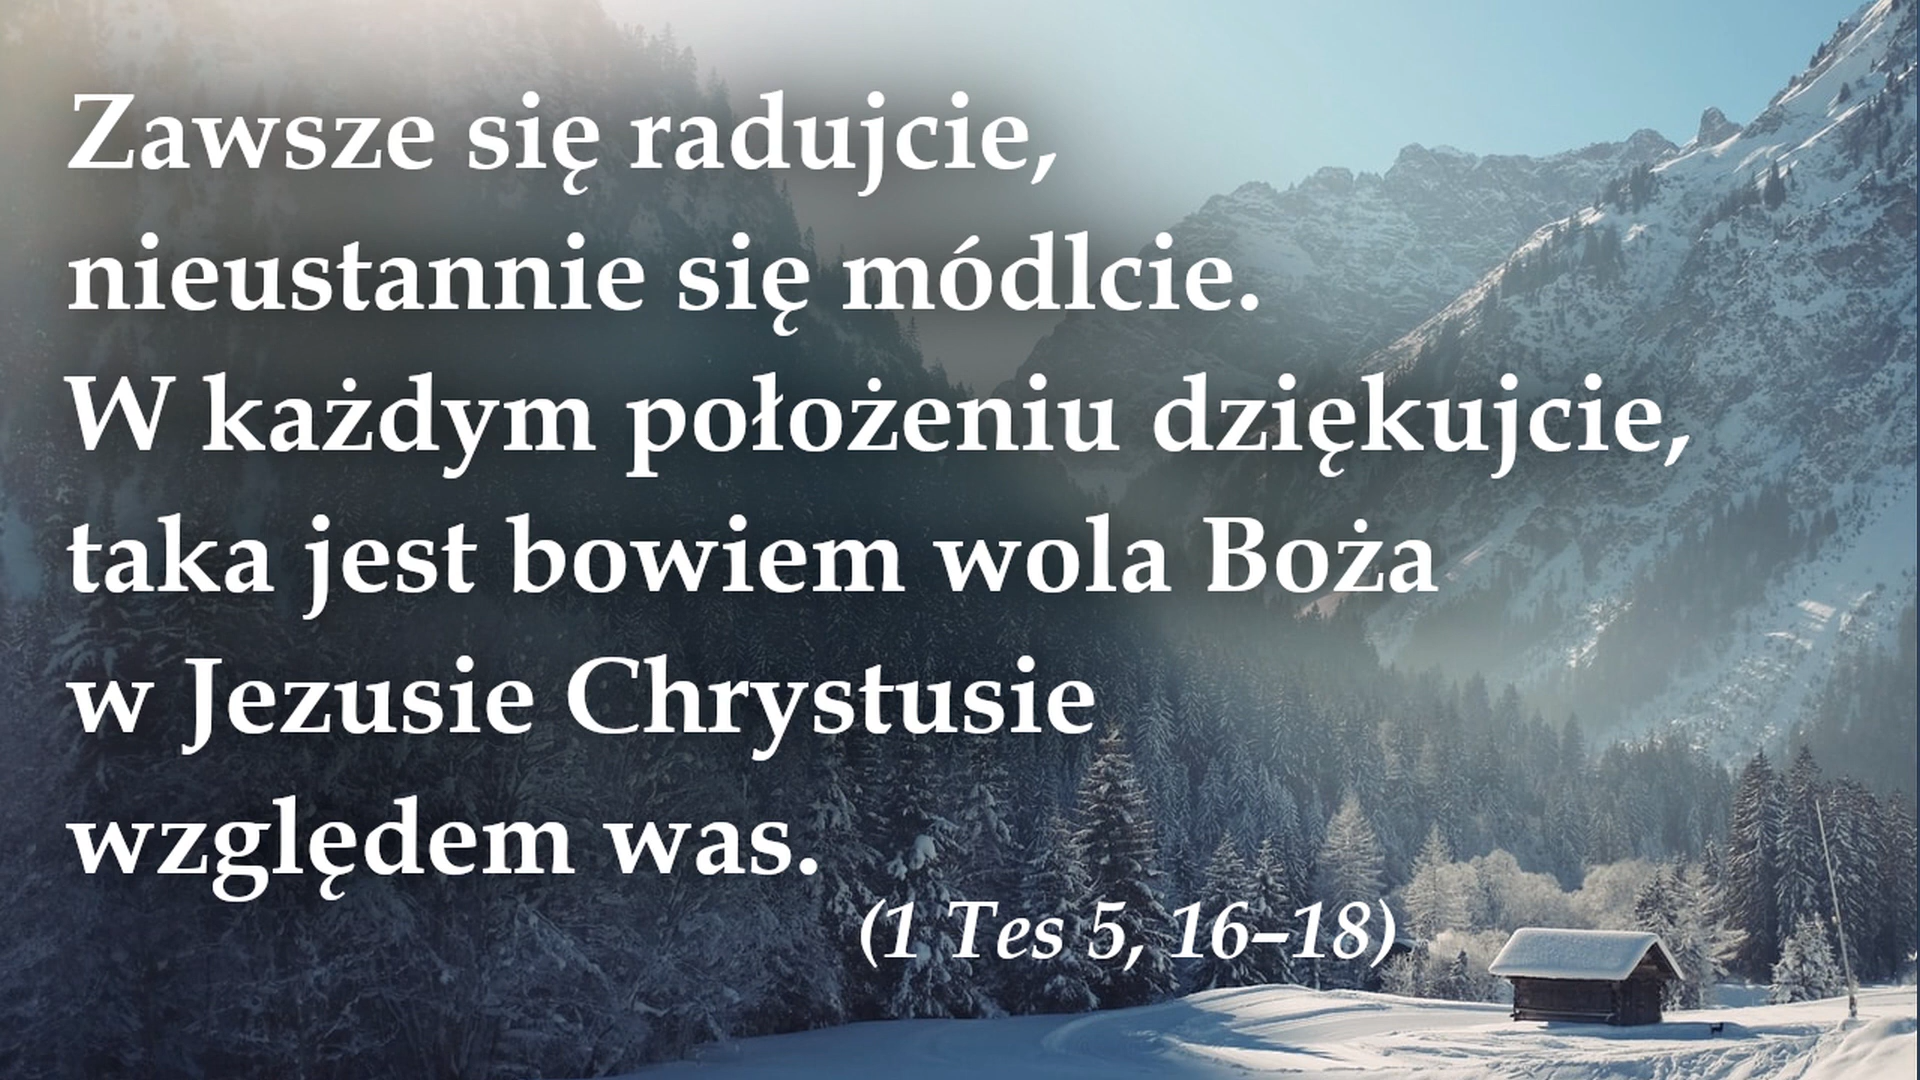 Zawsze się radujcie,
nieustannie się módlcie.
W każdym położeniu dziękujcie,
taka jest bowiem wola Boża
w Jezusie Chrystusie
względem was.
(1 Tes 5, 16–18)